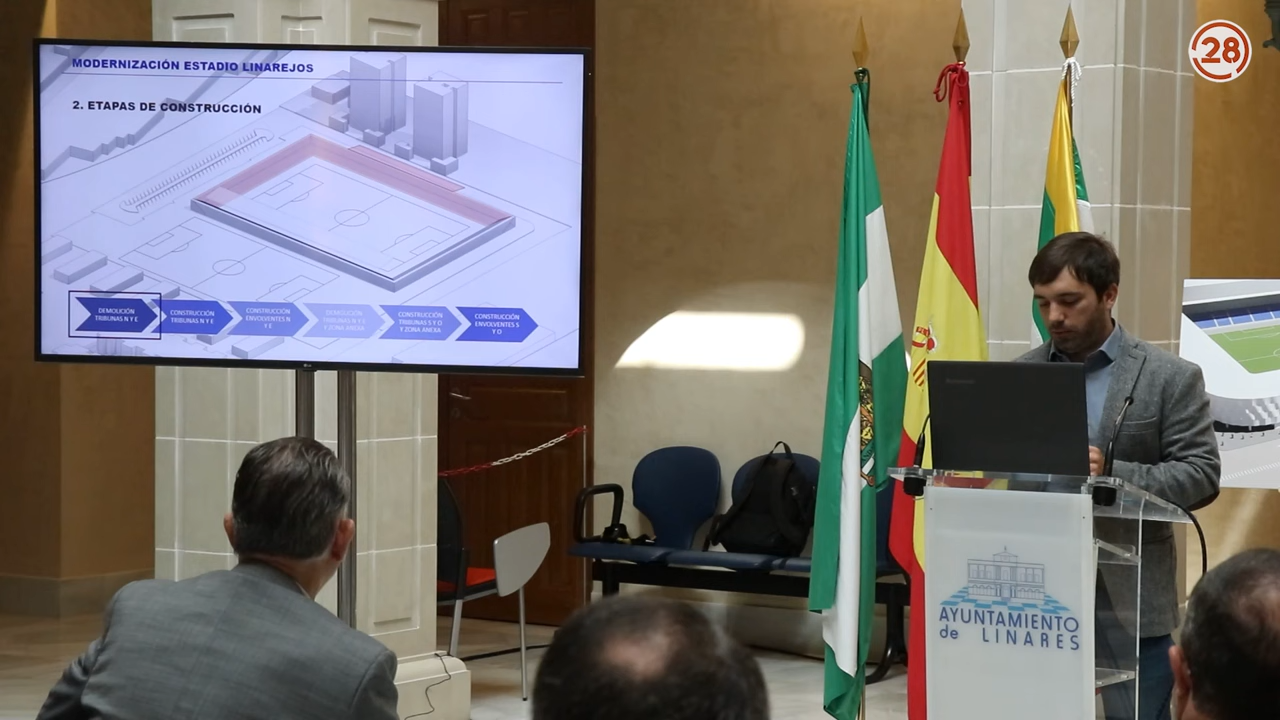 MODERNIZACIÓN ESTADIO LINAREJOS
2. ETAPAS DE CONSTRUCCIÓN
DEMOLICIÓN
TRIBUNAS N Y E
CONSTRUCCIÓN
TRIBUNAS N Y E
CONSTRUCCIÓN
ENVOLVENTES N
Y E
DEMOLICIÓN
Y ZONA ANEXA
CONSTRUCCIÓN
TRIBUNAS S Y O
Y ZONA ANEXA
CONSTRUCCIÓN
ENVOLVENTES S
Y O
28
AYUNTAMIENTO
de LINARES